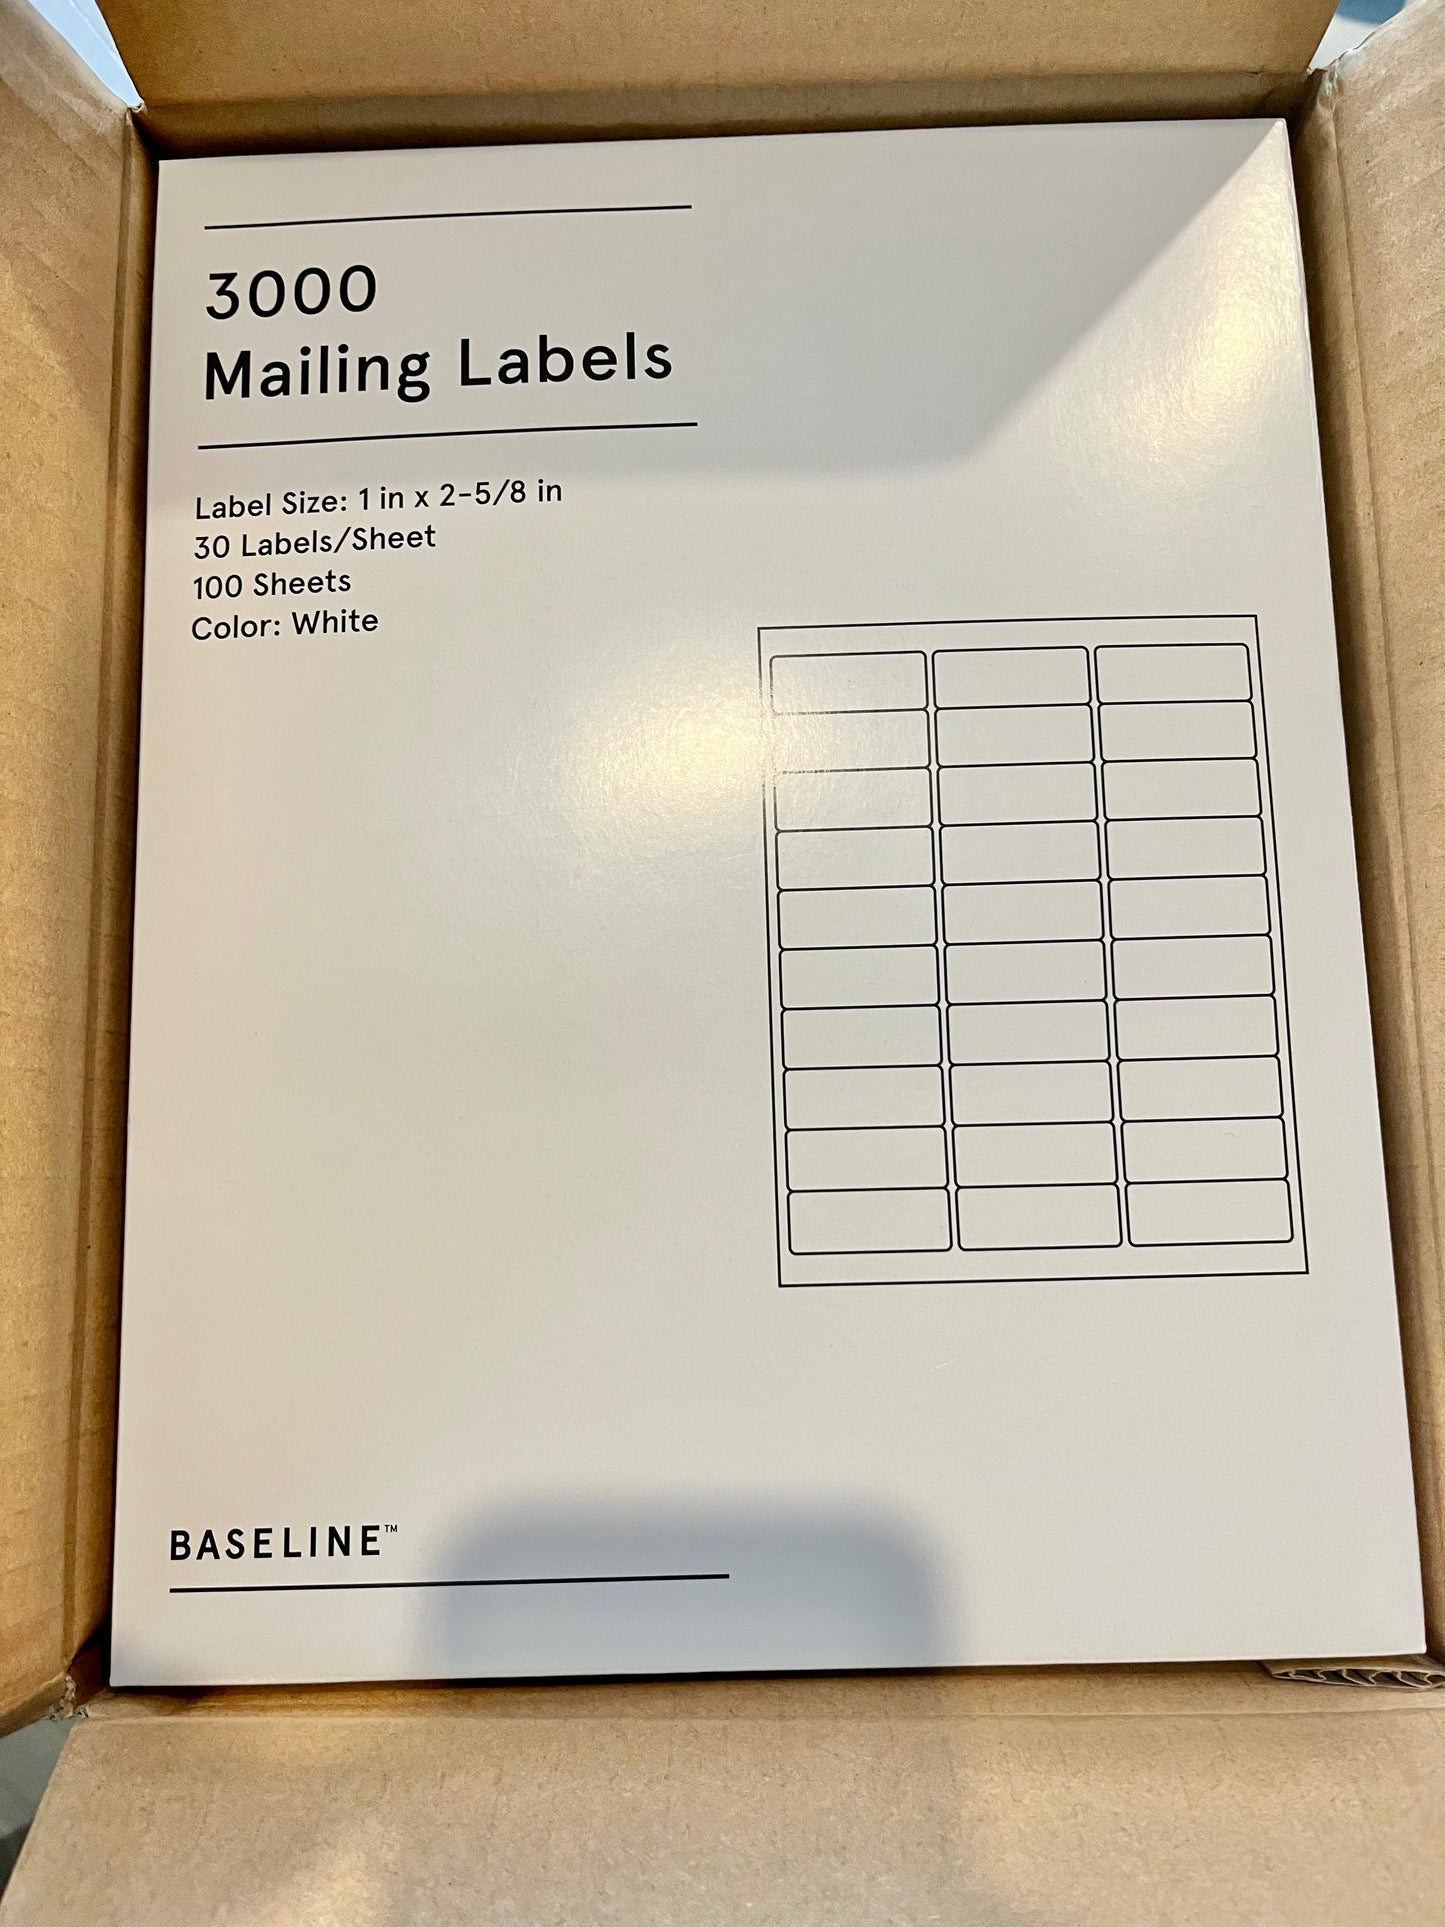 3000
Mailing Labels
Label Size: 1 in x 2-5/8 in
30 Labels/Sheet
100 Sheets
Color: White
BASELINE™